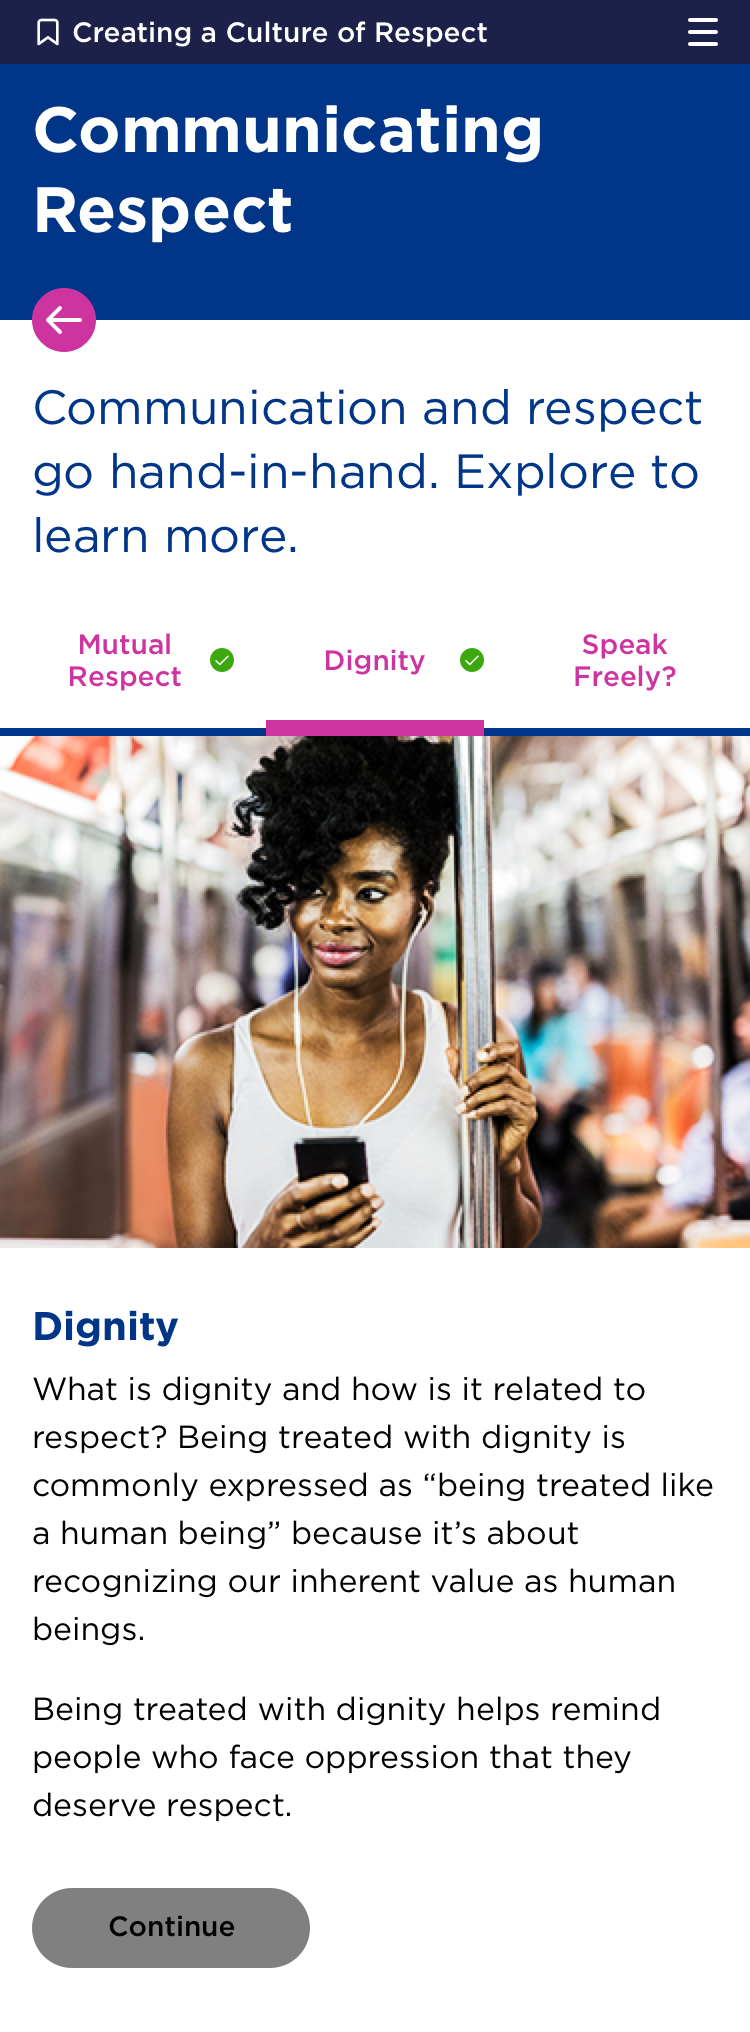 Creating a Culture of Respect
Communicating
Respect
Communication and respect
go hand-in-hand. Explore to
learn more.
Mutual
Respect
Dignity
Speak
Freely?
Dignity
What is dignity and how is it related to
respect? Being treated with dignity is
commonly expressed as “being treated like
a human being” because it’s about
recognizing our inherent value as human
beings.
Being treated with dignity helps remind
people who face oppression that they
deserve respect.
Continue